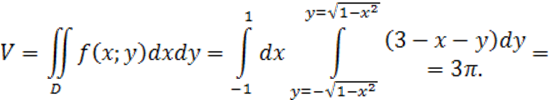 V = ∬_D f(x; y)dxdy = ∫_{-1}^{1} dx ∫_{y=-√(1-x²)}^{y=√(1-x²)} (3 − x − y)dy =
= 3π.